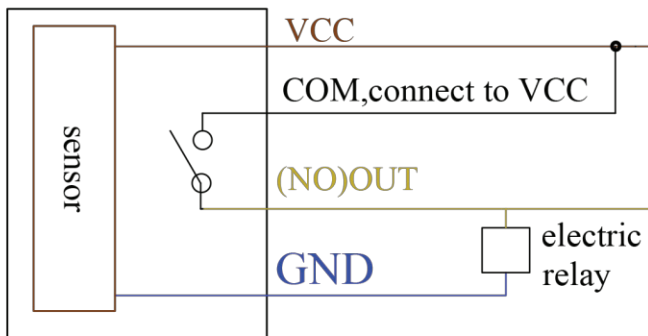 VCC
COM,connect to VCC
sensor
(NO)OUT
electric
relay
GND